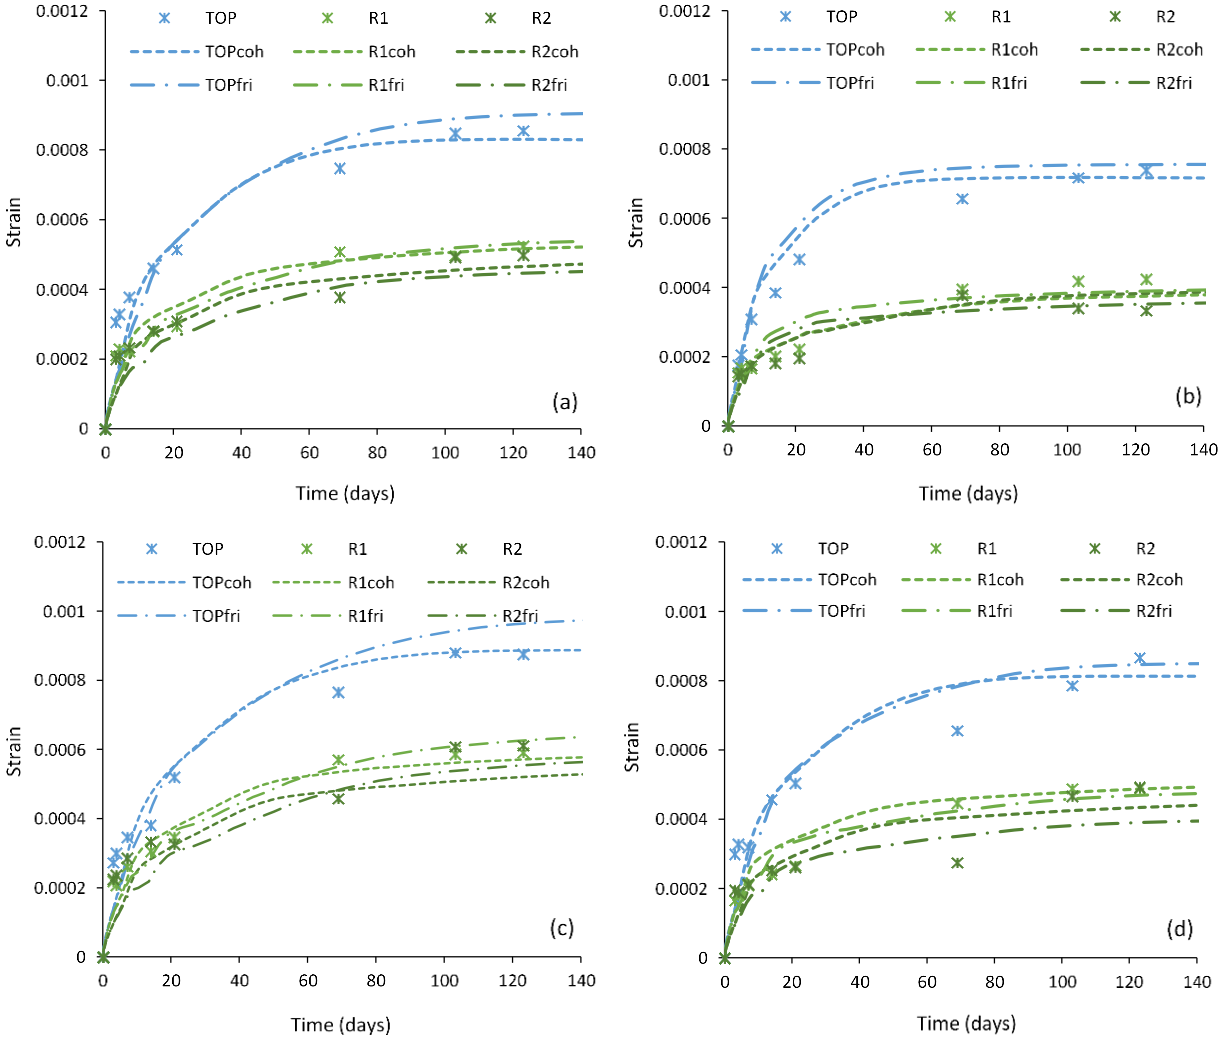 0.0012
TOP R1 R2
TOPcoh R1coh R2coh
0.001
TOPfri R1fri R2fri
0.0008
0.0006
Strain
0.0004
0.0002
(a)
0
0 20 40 60 80 100 120 140
Time (days)
0.0012
TOP R1 R2
TOPcoh R1coh R2coh
0.001
TOPfri R1fri R2fri
0.0008
0.0006
Strain
0.0004
0.0002
(b)
0
0 20 40 60 80 100 120 140
Time (days)
0.0012
TOP R1 R2
TOPcoh R1coh R2coh
0.001
TOPfri R1fri R2fri
0.0008
0.0006
Strain
0.0004
0.0002
(c)
0
0 20 40 60 80 100 120 140
Time (days)
0.0012
TOP R1 R2
TOPcoh R1coh R2coh
0.001
TOPfri R1fri R2fri
0.0008
0.0006
Strain
0.0004
0.0002
(d)
0
0 20 40 60 80 100 120 140
Time (days)